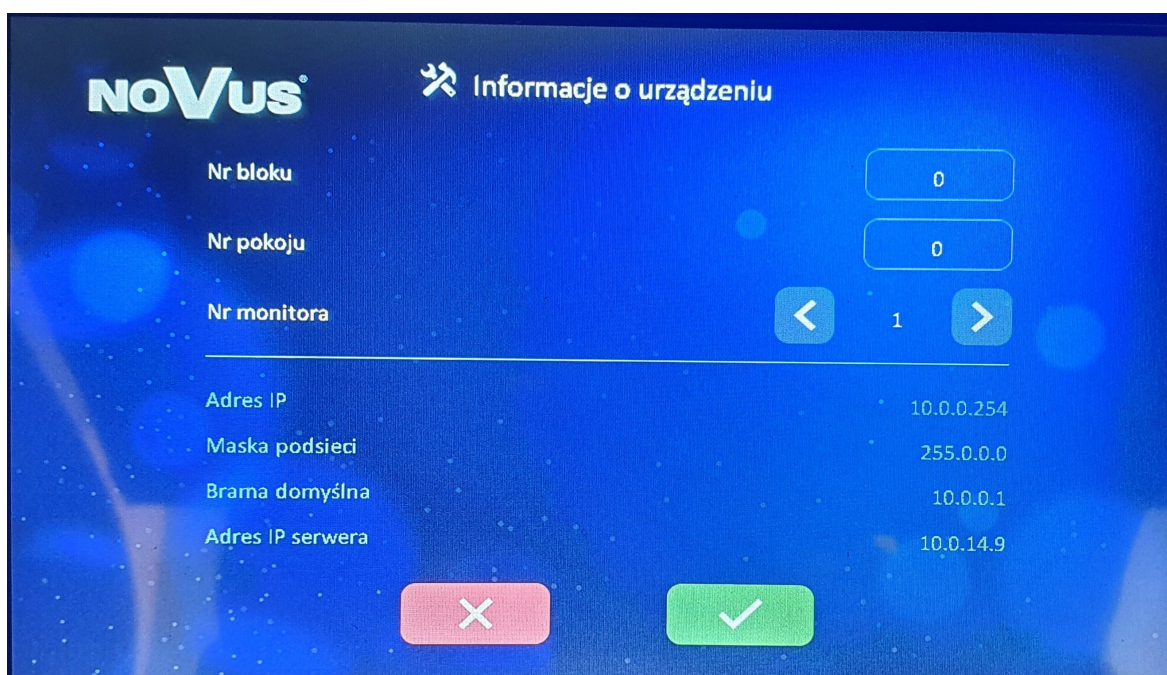 NOVUS®
Informacje o urządzeniu
Nr bloku 0
Nr pokoju 0
Nr monitora 1
Adres IP 10.0.0.254
Maska podsieci 255.0.0.0
Brama domyślna 10.0.0.1
Adres IP serwera 10.0.14.9